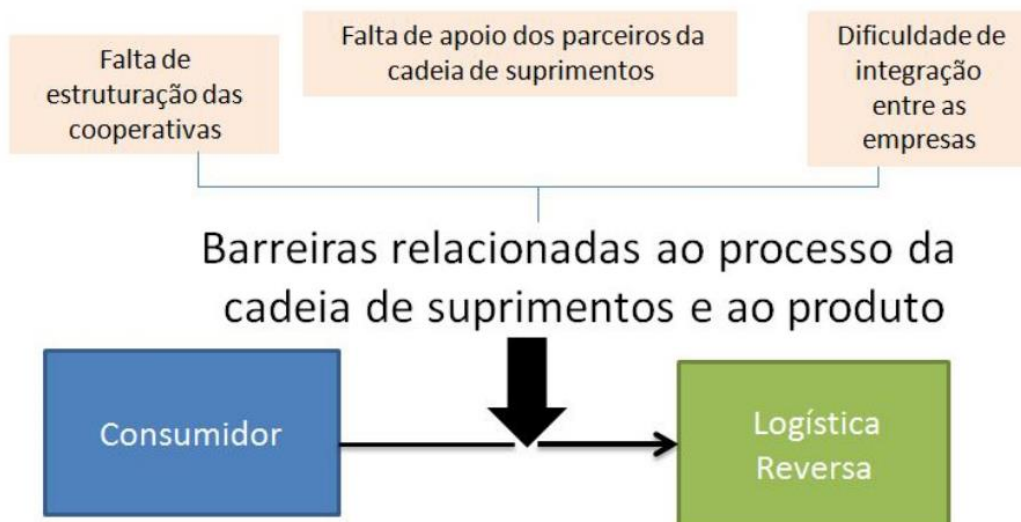 Falta de
estruturação das
cooperativas
Falta de apoio dos parceiros da
cadeia de suprimentos
Dificuldade de
integração
entre as
empresas
Barreiras relacionadas ao processo da
cadeia de suprimentos e ao produto
Consumidor
Logística
Reversa